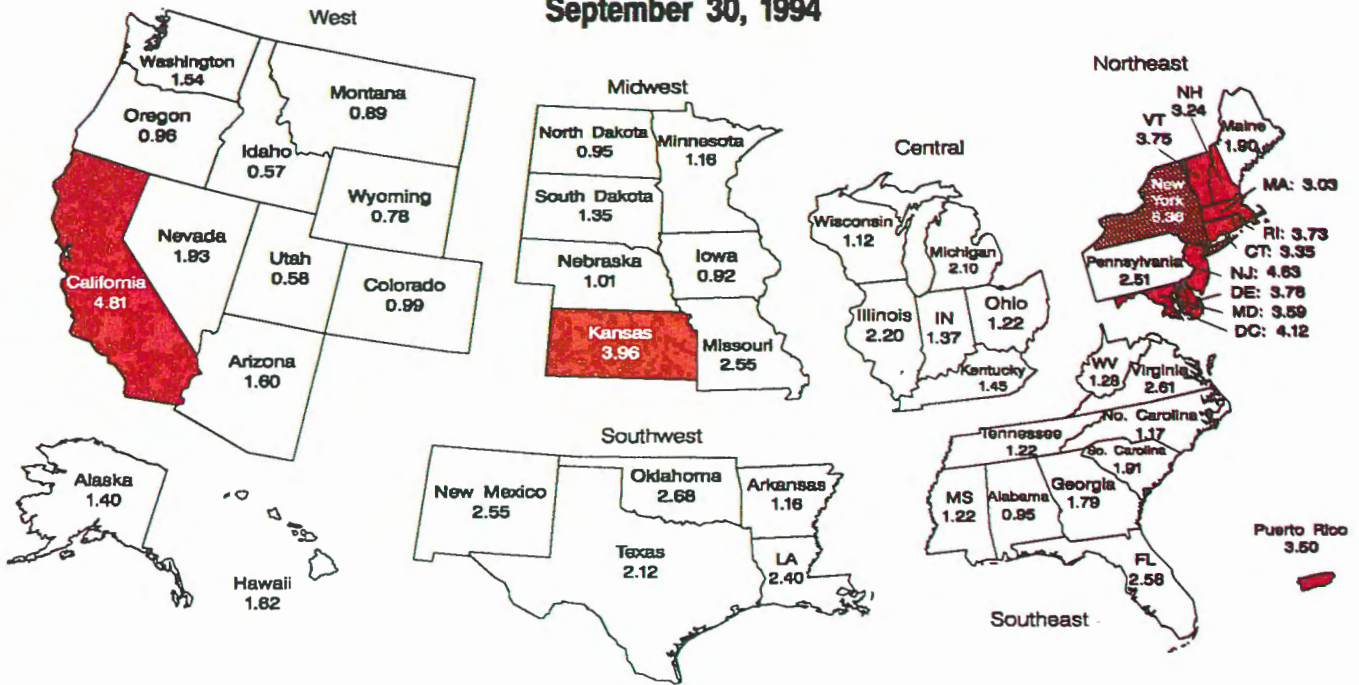 September 30, 1994
West
Washington
1.54
Oregon
0.96
Montana
0.89
Idaho
0.57
Wyoming
0.78
Nevada
1.93
Utah
0.58
Colorado
0.99
California
4.81
Arizona
1.60
Alaska
1.40
Hawaii
1.62
Midwest
North Dakota
0.95
Minnesota
1.16
South Dakota
1.35
Nebraska
1.01
Iowa
0.92
Kansas
3.96
Missouri
2.55
Central
Wisconsin
1.12
Michigan
2.10
Illinois
2.20
IN
1.37
Ohio
1.22
Kentucky
1.45
Northeast
NH
3.24
VT
3.75
Maine
1.90
New
York
MA: 3.03
RI: 3.73
CT: 3.35
Pennsylvania
2.51
NJ: 4.63
DE: 3.78
MD: 3.59
DC: 4.12
Southwest
New Mexico
2.55
Oklahoma
2.68
Arkansas
1.16
Texas
2.12
LA
2.40
WV
1.28
Virginia
2.61
No. Carolina
1.17
Tennessee
1.22
So. Carolina
1.91
MS
1.22
Alabama
0.95
Georgia
1.79
FL
2.58
Southeast
Puerto Rico
3.50